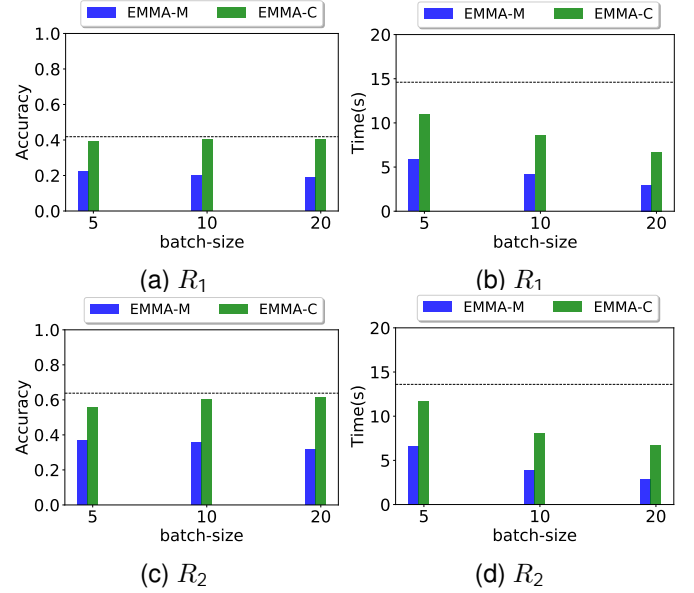 EMMA-M EMMA-C
EMMA-M EMMA-C
Accuracy
1.0
0.8
0.6
0.4
0.2
0.0
5 10 20
batch-size
Time(s)
20
15
10
5
0
5 10 20
batch-size
(a) R₁
(b) R₁
EMMA-M EMMA-C
EMMA-M EMMA-C
Accuracy
1.0
0.8
0.6
0.4
0.2
0.0
5 10 20
batch-size
Time(s)
20
15
10
5
0
5 10 20
batch-size
(c) R₂
(d) R₂